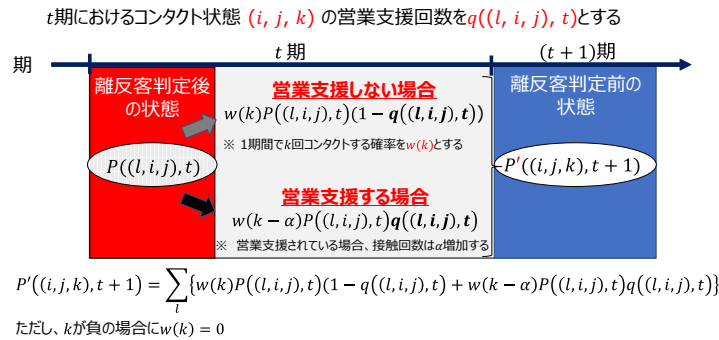 t期におけるコンタクト状態 (i, j, k) の営業支援回数をq((l, i, j), t)とする
期
t 期
(t + 1)期
離反客判定後
の状態
P((l, i, j), t)
営業支援しない場合
w(k)P((l, i, j), t)(1 − q((l, i, j), t))
※ 1期間でk回コンタクトする確率をw(k)とする
営業支援する場合
w(k − α)P((l, i, j), t)q((l, i, j), t)
※ 営業支援されている場合、接触回数はα増加する
離反客判定前の
状態
P′((i, j, k), t + 1)
P′((i, j, k), t + 1) = ∑l{w(k)P((l, i, j), t)(1 − q((l, i, j), t) + w(k − α)P((l, i, j), t)q((l, i, j), t)}
ただし、kが負の場合にw(k) = 0